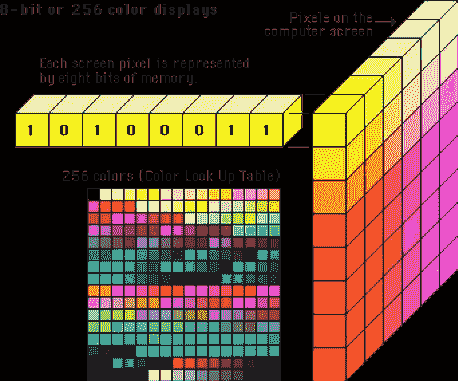 8-bit or 256 color displays
Pixels on the
computer screen
Each screen pixel is represented
by eight bits of memory.
1 0 1 0 0 0 1 1
256 colors (Color Look Up Table)